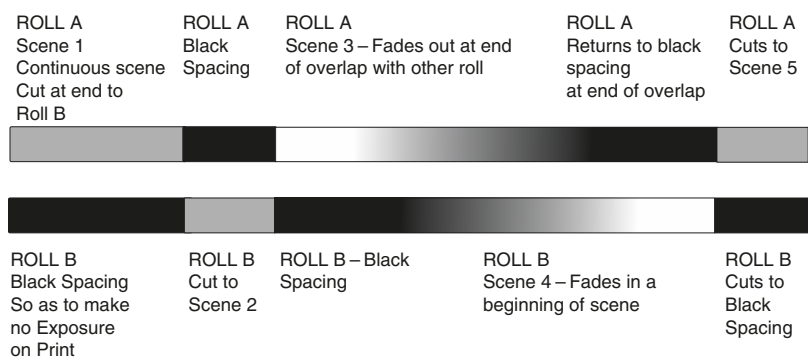 ROLL A
Scene 1
Continuous scene
Cut at end to
Roll B
ROLL A
Black
Spacing
ROLL A
Scene 3 – Fades out at end
of overlap with other roll
ROLL A
Returns to black
spacing
at end of overlap
ROLL A
Cuts to
Scene 5
ROLL B
Black Spacing
So as to make
no Exposure
on Print
ROLL B
Cut to
Scene 2
ROLL B – Black
Spacing
ROLL B
Scene 4 – Fades in a
beginning of scene
ROLL B
Cuts to
Black
Spacing